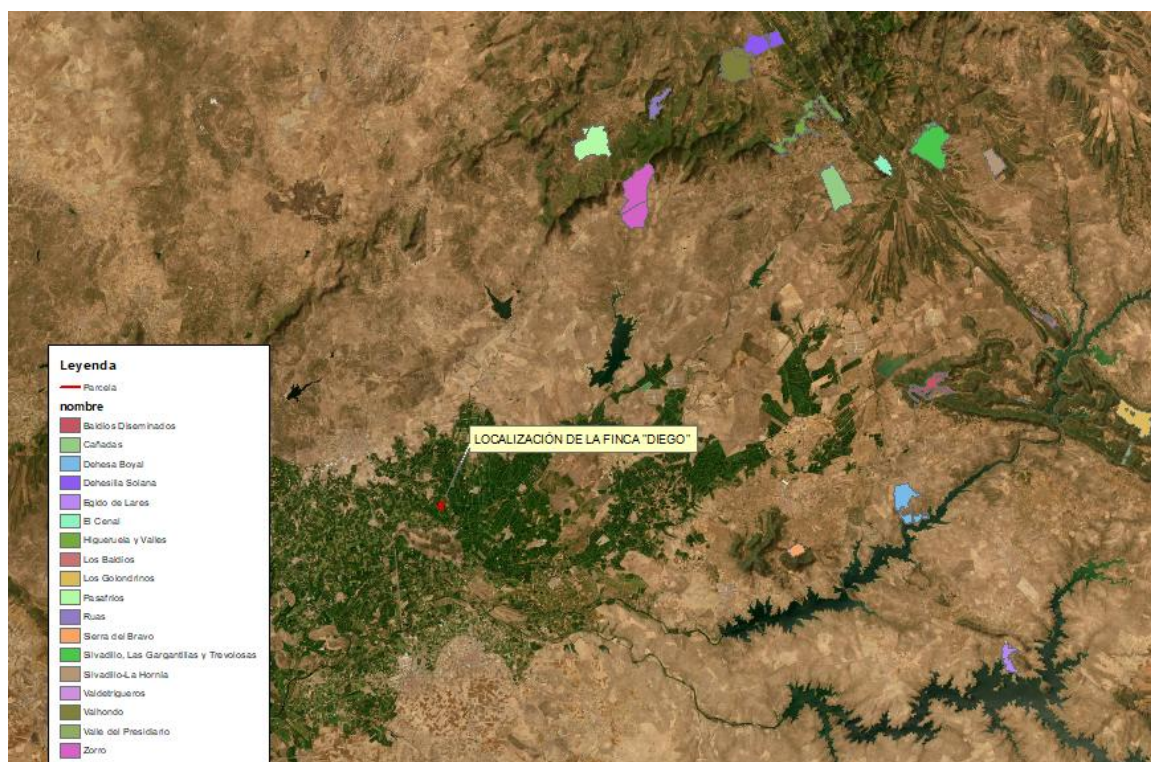 LOCALIZACIÓN DE LA FINCA "DIEGO"
Leyenda
Parcela
nombre
Baldíos Diseminados
Cañadas
Dehesa Boyal
Dehesilla Solana
Egido de Lares
El Cenal
Higueruela y Valles
Los Baldíos
Los Golondrinos
Pasafríos
Ruas
Sierra del Bravo
Silvadillo, Las Gargantillas y Trevolosas
Silvadillo-La Hornia
Valdetrigueros
Valhondo
Valle del Presidiario
Zorro